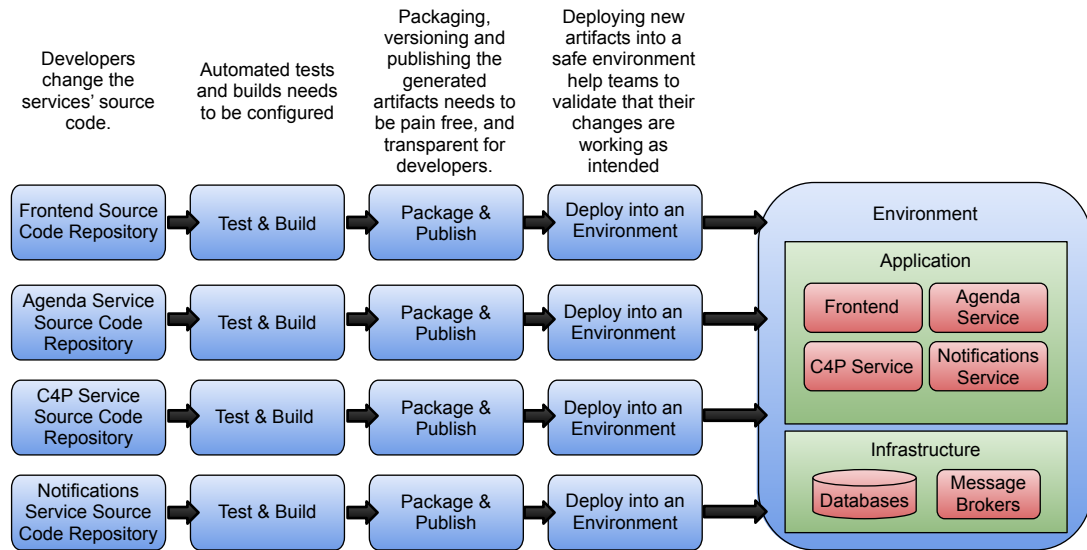 Developers
change the
services’ source
code.
Automated tests
and builds needs
to be configured
Packaging,
versioning and
publishing the
generated
artifacts needs to
be pain free, and
transparent for
developers.
Deploying new
artifacts into a
safe environment
help teams to
validate that their
changes are
working as
intended
Frontend Source
Code Repository
Test & Build
Package &
Publish
Deploy into an
Environment
Agenda Service
Source Code
Repository
Test & Build
Package &
Publish
Deploy into an
Environment
C4P Service
Source Code
Repository
Test & Build
Package &
Publish
Deploy into an
Environment
Notifications
Service Source
Code Repository
Test & Build
Package &
Publish
Deploy into an
Environment
Environment
Application
Frontend
Agenda
Service
C4P Service
Notifications
Service
Infrastructure
Databases
Message
Brokers